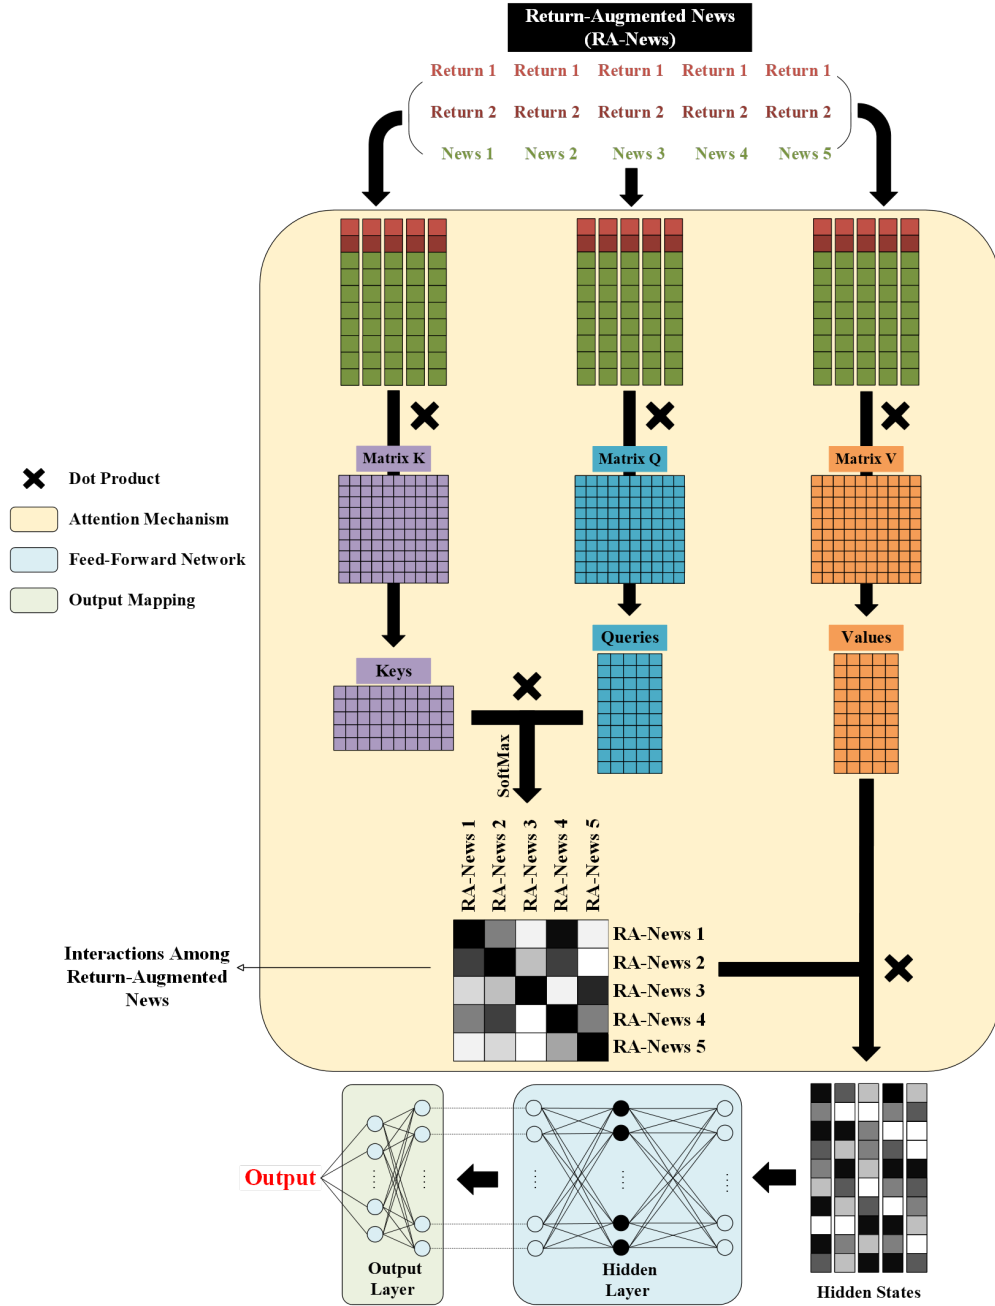 Return-Augmented News
(RA-News)
Return 1 Return 1 Return 1 Return 1 Return 1
Return 2 Return 2 Return 2 Return 2 Return 2
News 1 News 2 News 3 News 4 News 5
Matrix K Matrix Q Matrix V
Dot Product
Attention Mechanism
Feed-Forward Network
Output Mapping
Queries Values
Keys
SoftMax
RA-News 1
RA-News 2
RA-News 3
RA-News 4
RA-News 5
RA-News 1
RA-News 2
RA-News 3
RA-News 4
RA-News 5
Interactions Among
Return-Augmented
News
Output
Output
Layer
Hidden
Layer
Hidden States